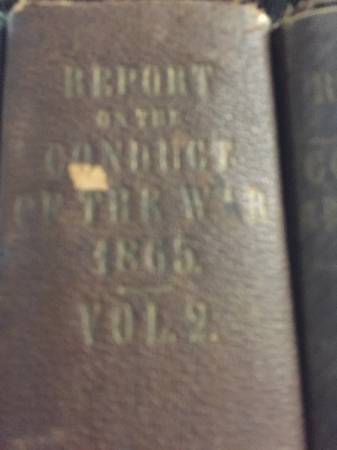 REPORT
ON THE
CONDUCT
OF THE WAR
1865.
VOL. 2.